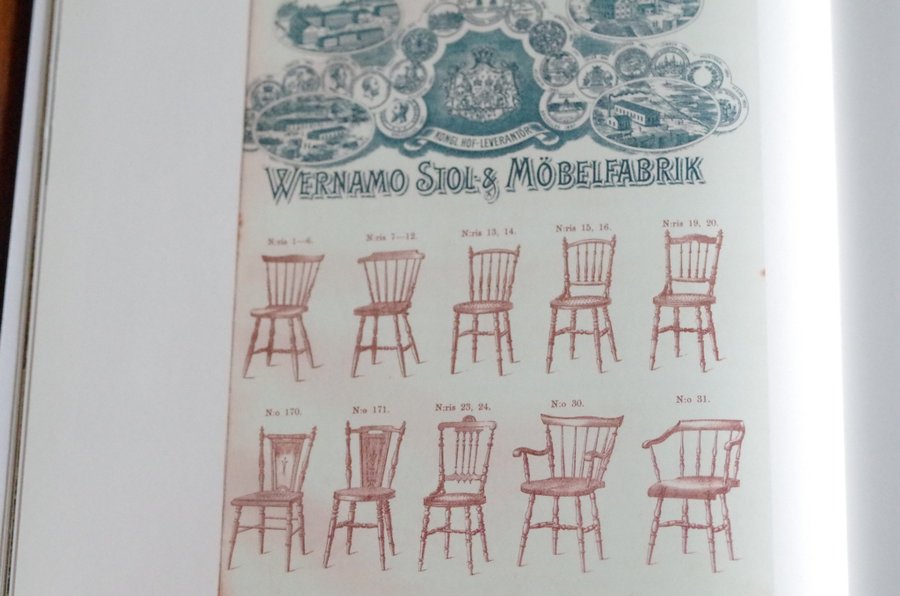 KONGL. HOF-LEVERANTÖR
WERNAMO STOL- & MÖBELFABRIK
N:ris 1—6.
N:ris 7—12.
N:ris 13, 14.
N:ris 15, 16.
N:ris 19, 20.
N:o 170.
N:o 171.
N:ris 23, 24.
N:o 30.
N:o 31.